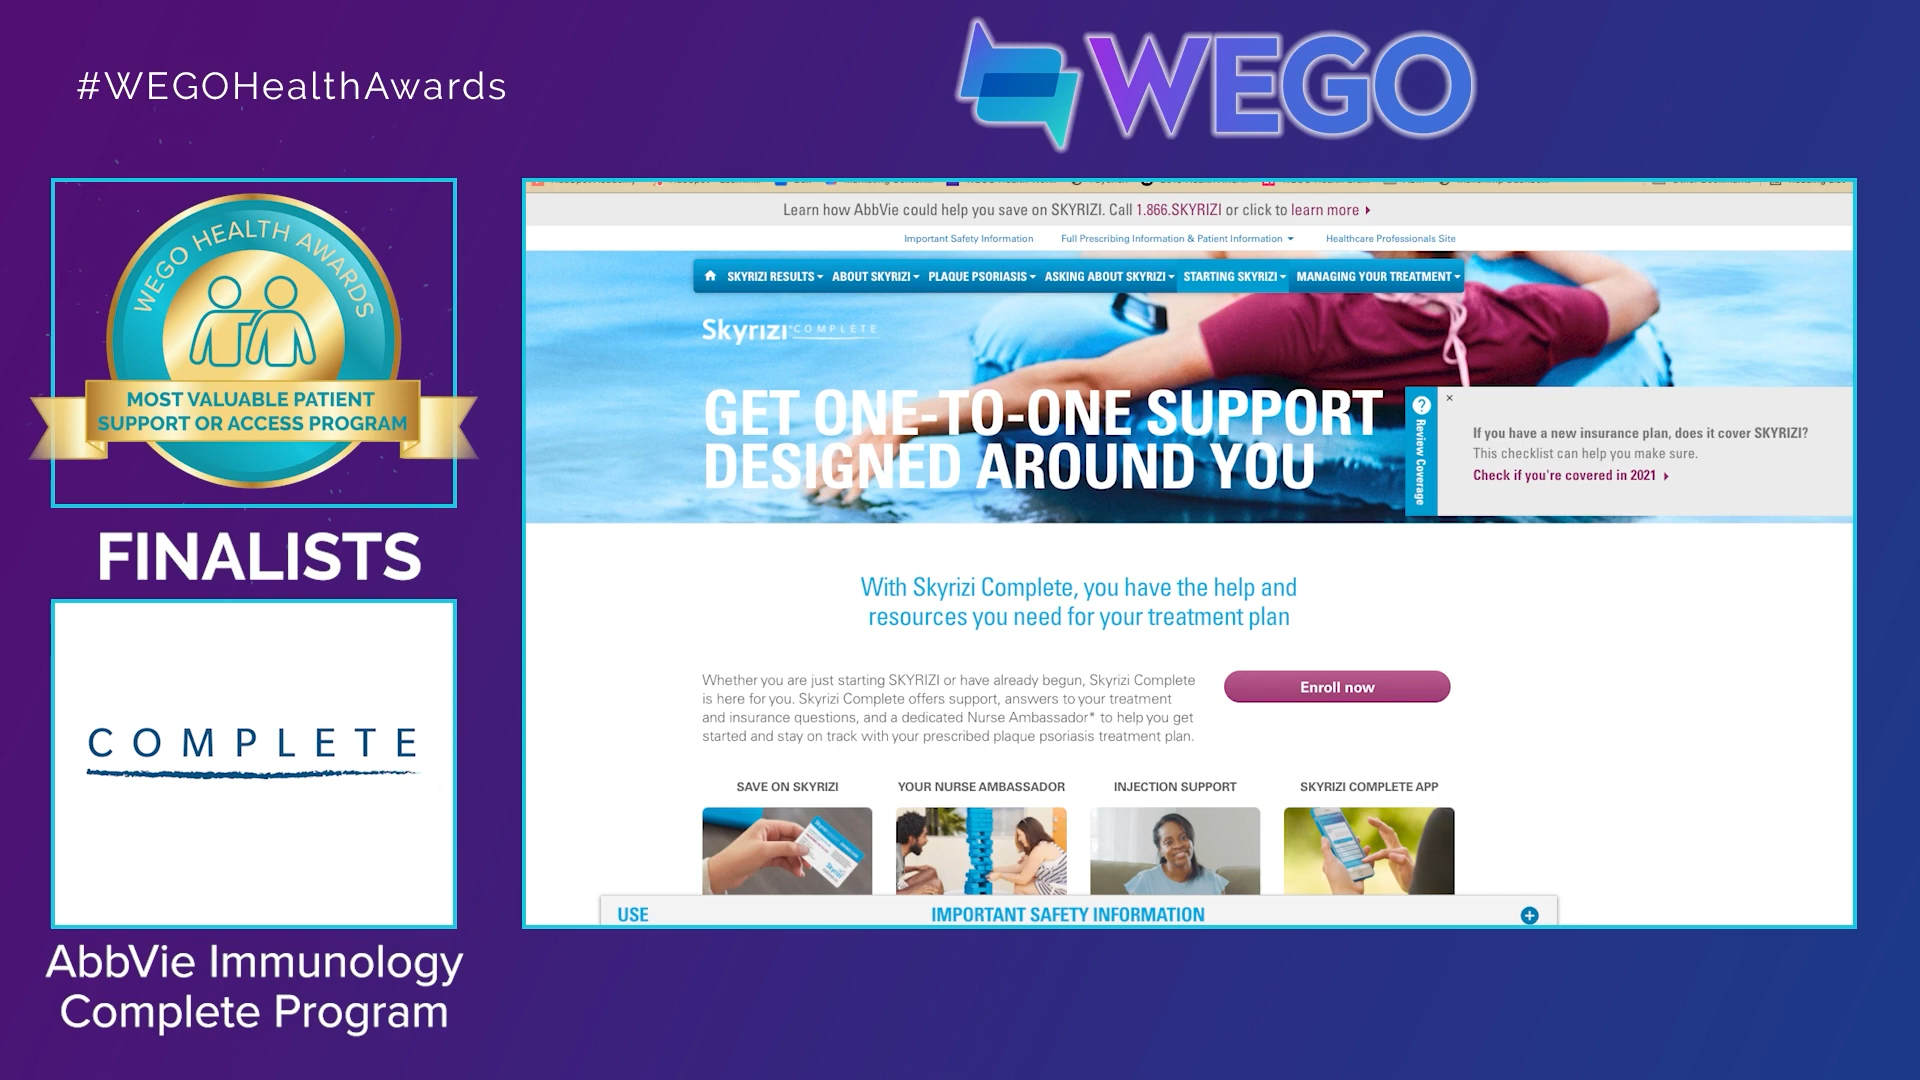 #WEGOHealthAwards
WEGO
WEGO HEALTH AWARDS
MOST VALUABLE PATIENT
SUPPORT OR ACCESS PROGRAM
FINALISTS
COMPLETE
AbbVie Immunology
Complete Program
Learn how AbbVie could help you save on SKYRIZI. Call 1.866.SKYRIZI or click to learn more
Important Safety Information
Full Prescribing Information & Patient Information
Healthcare Professionals Site
SKYRIZI RESULTS
ABOUT SKYRIZI
PLAQUE PSORIASIS
ASKING ABOUT SKYRIZI
STARTING SKYRIZI
MANAGING YOUR TREATMENT
Skyrizi COMPLETE
GET ONE-TO-ONE SUPPORT
DESIGNED AROUND YOU
Review Coverage
If you have a new insurance plan, does it cover SKYRIZI?
This checklist can help you make sure.
Check if you're covered in 2021
With Skyrizi Complete, you have the help and
resources you need for your treatment plan
Whether you are just starting SKYRIZI or have already begun, Skyrizi Complete
is here for you. Skyrizi Complete offers support, answers to your treatment
and insurance questions, and a dedicated Nurse Ambassador* to help you get
started and stay on track with your prescribed plaque psoriasis treatment plan.
Enroll now
SAVE ON SKYRIZI
YOUR NURSE AMBASSADOR
INJECTION SUPPORT
SKYRIZI COMPLETE APP
Skyrizi
USE
IMPORTANT SAFETY INFORMATION